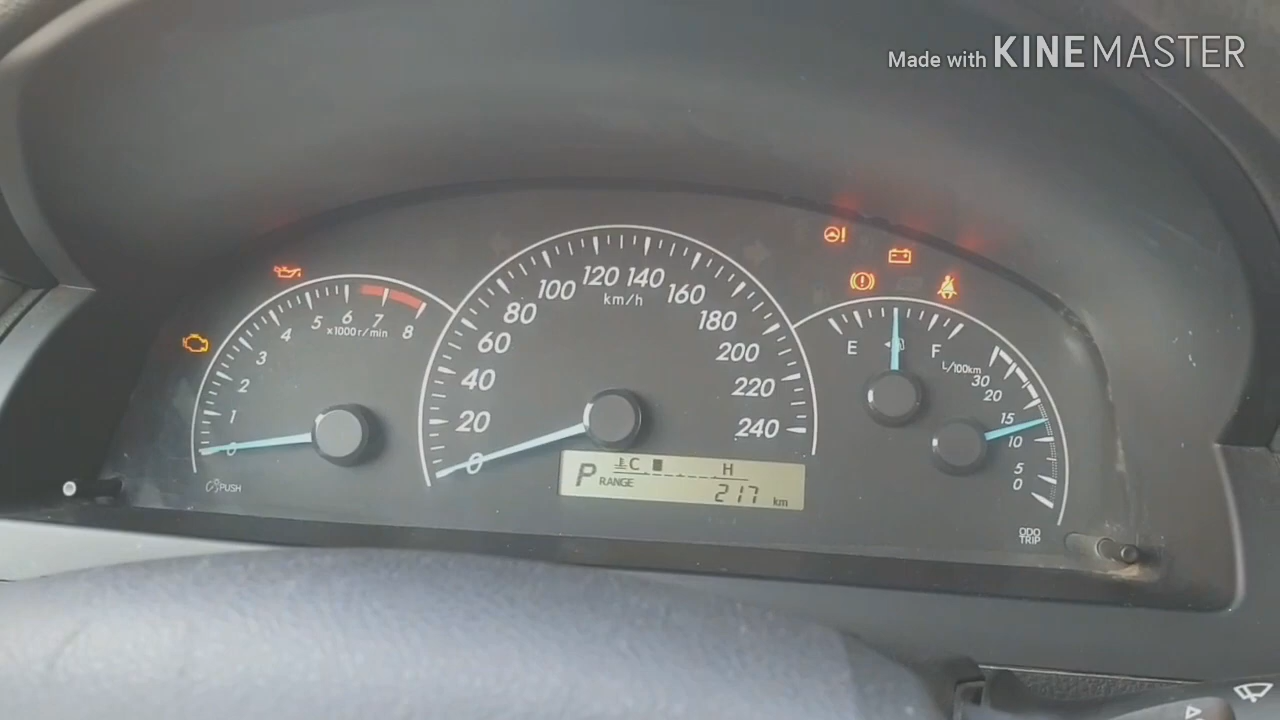 Made with KINEMASTER
0 1 2 3 4 5 6 7 8
x1000r/min
PUSH
0 20 40 60 80 100 120 140 160 180 200 220 240
km/h
P
C H
RANGE
217 km
E F
L/100km
30
20
15
10
5
0
ODO
TRIP